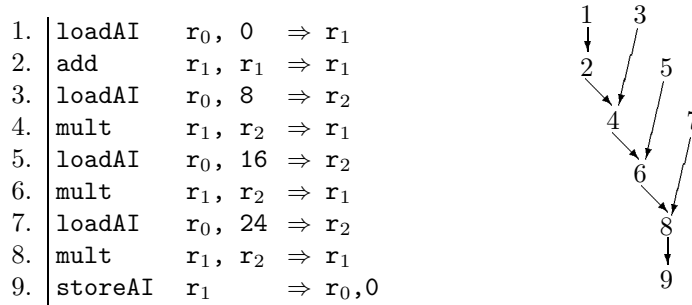 1. loadAI r₀, 0 ⇒ r₁
2. add r₁, r₁ ⇒ r₁
3. loadAI r₀, 8 ⇒ r₂
4. mult r₁, r₂ ⇒ r₁
5. loadAI r₀, 16 ⇒ r₂
6. mult r₁, r₂ ⇒ r₁
7. loadAI r₀, 24 ⇒ r₂
8. mult r₁, r₂ ⇒ r₁
9. storeAI r₁ ⇒ r₀,0
1 3
2 5
4 7
6
8
9